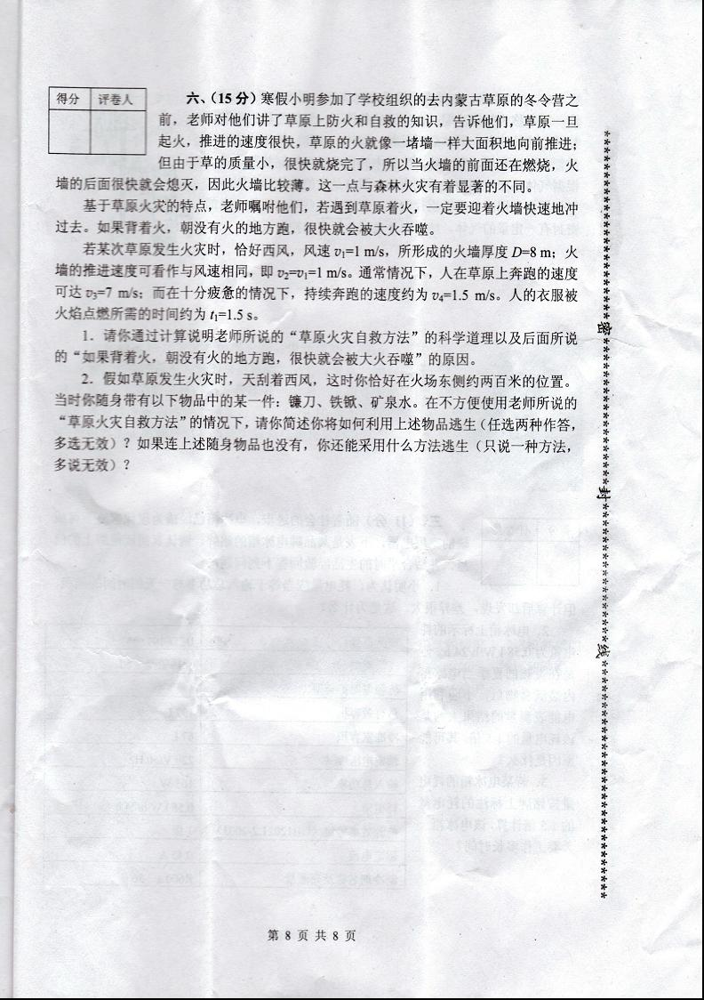 得分 评卷人
六、(15 分)寒假小明参加了学校组织的去内蒙古草原的冬令营之
前，老师对他们讲了草原上防火和自救的知识，告诉他们，草原一旦
起火，推进的速度很快，草原的火就像一堵墙一样大面积地向前推进；
但由于草的质量小，很快就烧完了，所以当火墙的前面还在燃烧，火
墙的后面很快就会熄灭，因此火墙比较薄。这一点与森林火灾有着显著的不同。
基于草原火灾的特点，老师嘱咐他们，若遇到草原着火，一定要迎着火墙快速地冲
过去。如果背着火，朝没有火的地方跑，很快就会被大火吞噬。
若某次草原发生火灾时，恰好西风，风速 v₁=1 m/s，所形成的火墙厚度 D=8 m；火
墙的推进速度可看作与风速相同，即 v₂=v₁=1 m/s。通常情况下，人在草原上奔跑的速度
可达 v₃=7 m/s；而在十分疲惫的情况下，持续奔跑的速度约为 v₄=1.5 m/s。人的衣服被
火焰点燃所需的时间约为 t₁=1.5 s。
1．请你通过计算说明老师所说的“草原火灾自救方法”的科学道理以及后面所说
的“如果背着火，朝没有火的地方跑，很快就会被大火吞噬”的原因。
2．假如草原发生火灾时，天刮着西风，这时你恰好在火场东侧约两百米的位置。
当时你随身带有以下物品中的某一件：镰刀、铁锨、矿泉水。在不方便使用老师所说的
“草原火灾自救方法”的情况下，请你简述你将如何利用上述物品逃生（任选两种作答，
多选无效）？如果连上述随身物品也没有，你还能采用什么方法逃生（只说一种方法，
多说无效）？
密
封
线
第 8 页 共 8 页